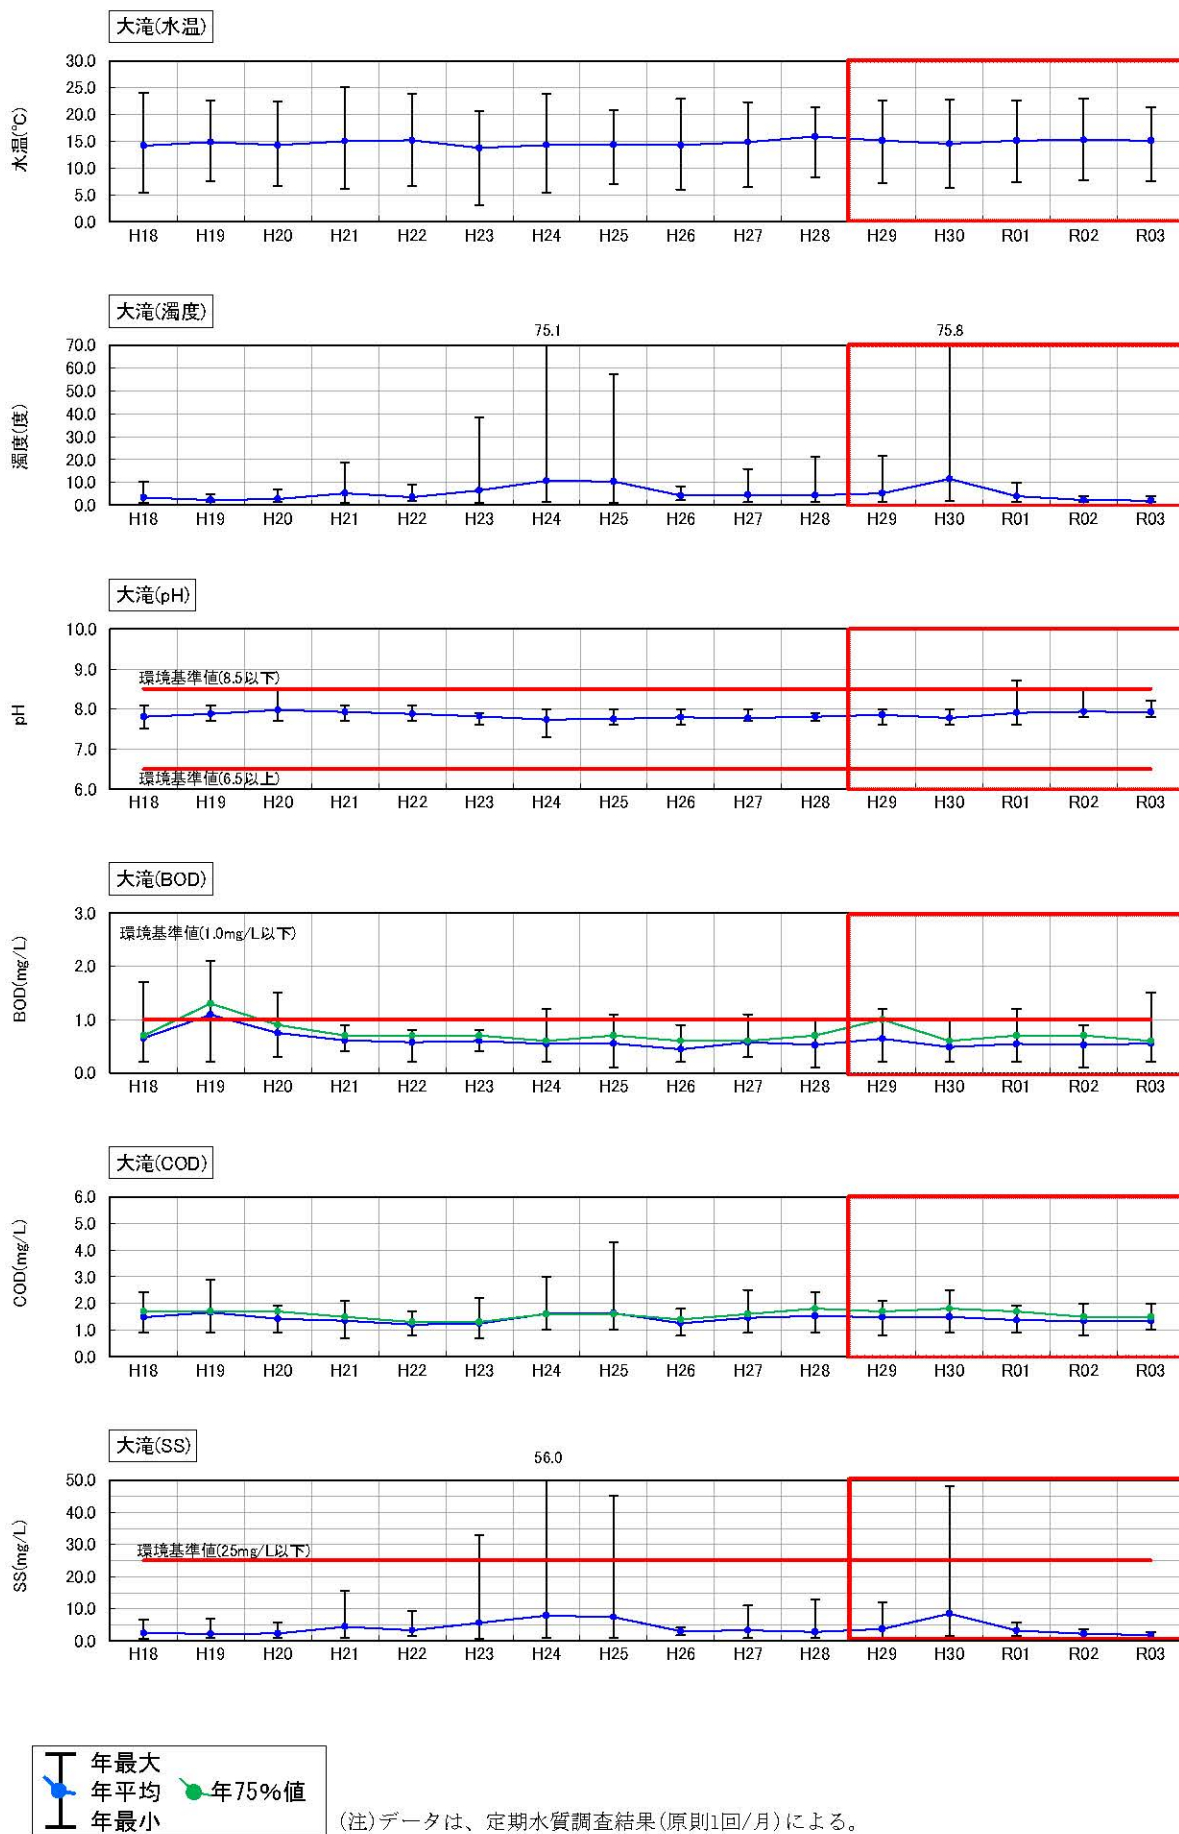 大滝(水温)
30.0
25.0
20.0
15.0
10.0
5.0
0.0
水温(℃)
H18 H19 H20 H21 H22 H23 H24 H25 H26 H27 H28 H29 H30 R01 R02 R03
大滝(濁度)
75.1 75.8
70.0
60.0
50.0
40.0
30.0
20.0
10.0
0.0
濁度(度)
H18 H19 H20 H21 H22 H23 H24 H25 H26 H27 H28 H29 H30 R01 R02 R03
大滝(pH)
10.0
9.0
環境基準値(8.5以下)
8.0
pH
7.0
環境基準値(6.5以上)
6.0
H18 H19 H20 H21 H22 H23 H24 H25 H26 H27 H28 H29 H30 R01 R02 R03
大滝(BOD)
3.0
環境基準値(1.0mg/L以下)
2.0
BOD(mg/L)
1.0
0.0
H18 H19 H20 H21 H22 H23 H24 H25 H26 H27 H28 H29 H30 R01 R02 R03
大滝(COD)
6.0
5.0
4.0
3.0
2.0
1.0
0.0
COD(mg/L)
H18 H19 H20 H21 H22 H23 H24 H25 H26 H27 H28 H29 H30 R01 R02 R03
大滝(SS)
56.0
50.0
40.0
30.0
環境基準値(25mg/L以下)
20.0
10.0
0.0
SS(mg/L)
H18 H19 H20 H21 H22 H23 H24 H25 H26 H27 H28 H29 H30 R01 R02 R03
年最大
年平均 年75%値
年最小
(注)データは、定期水質調査結果(原則1回/月)による。